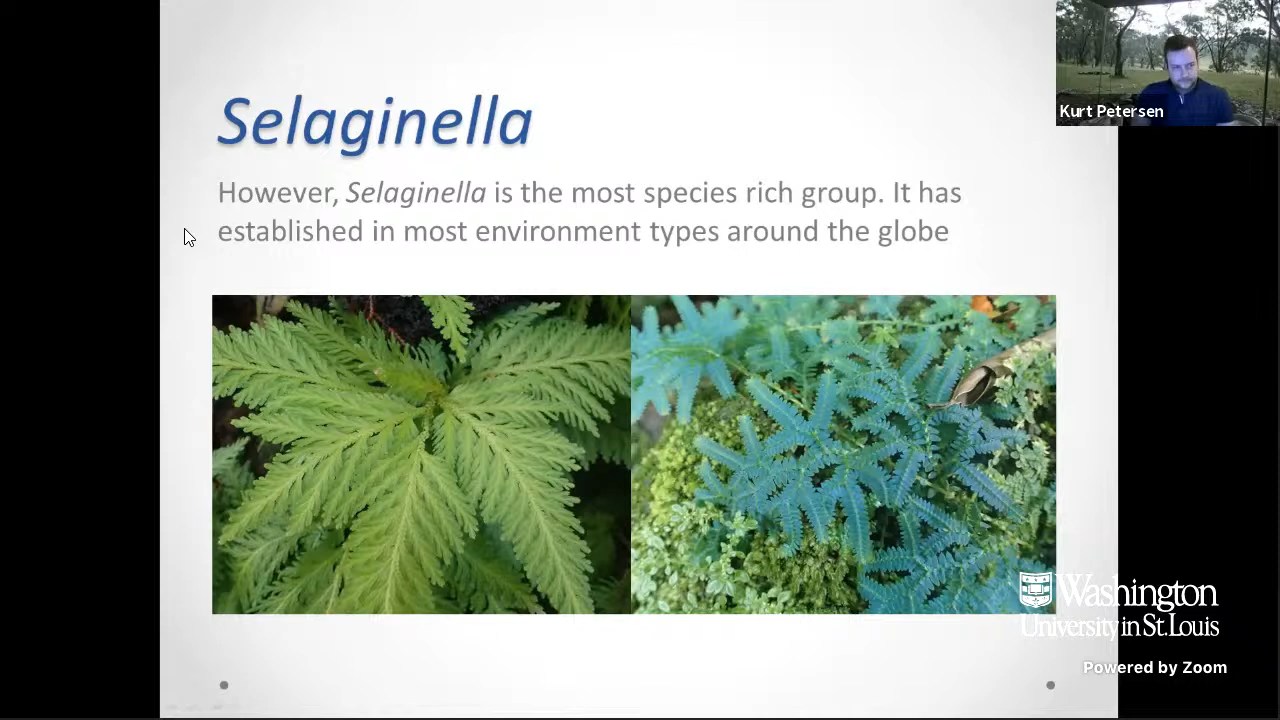 Selaginella
However, Selaginella is the most species rich group. It has
established in most environment types around the globe
Kurt Petersen
Washington
University in St. Louis
Powered by Zoom